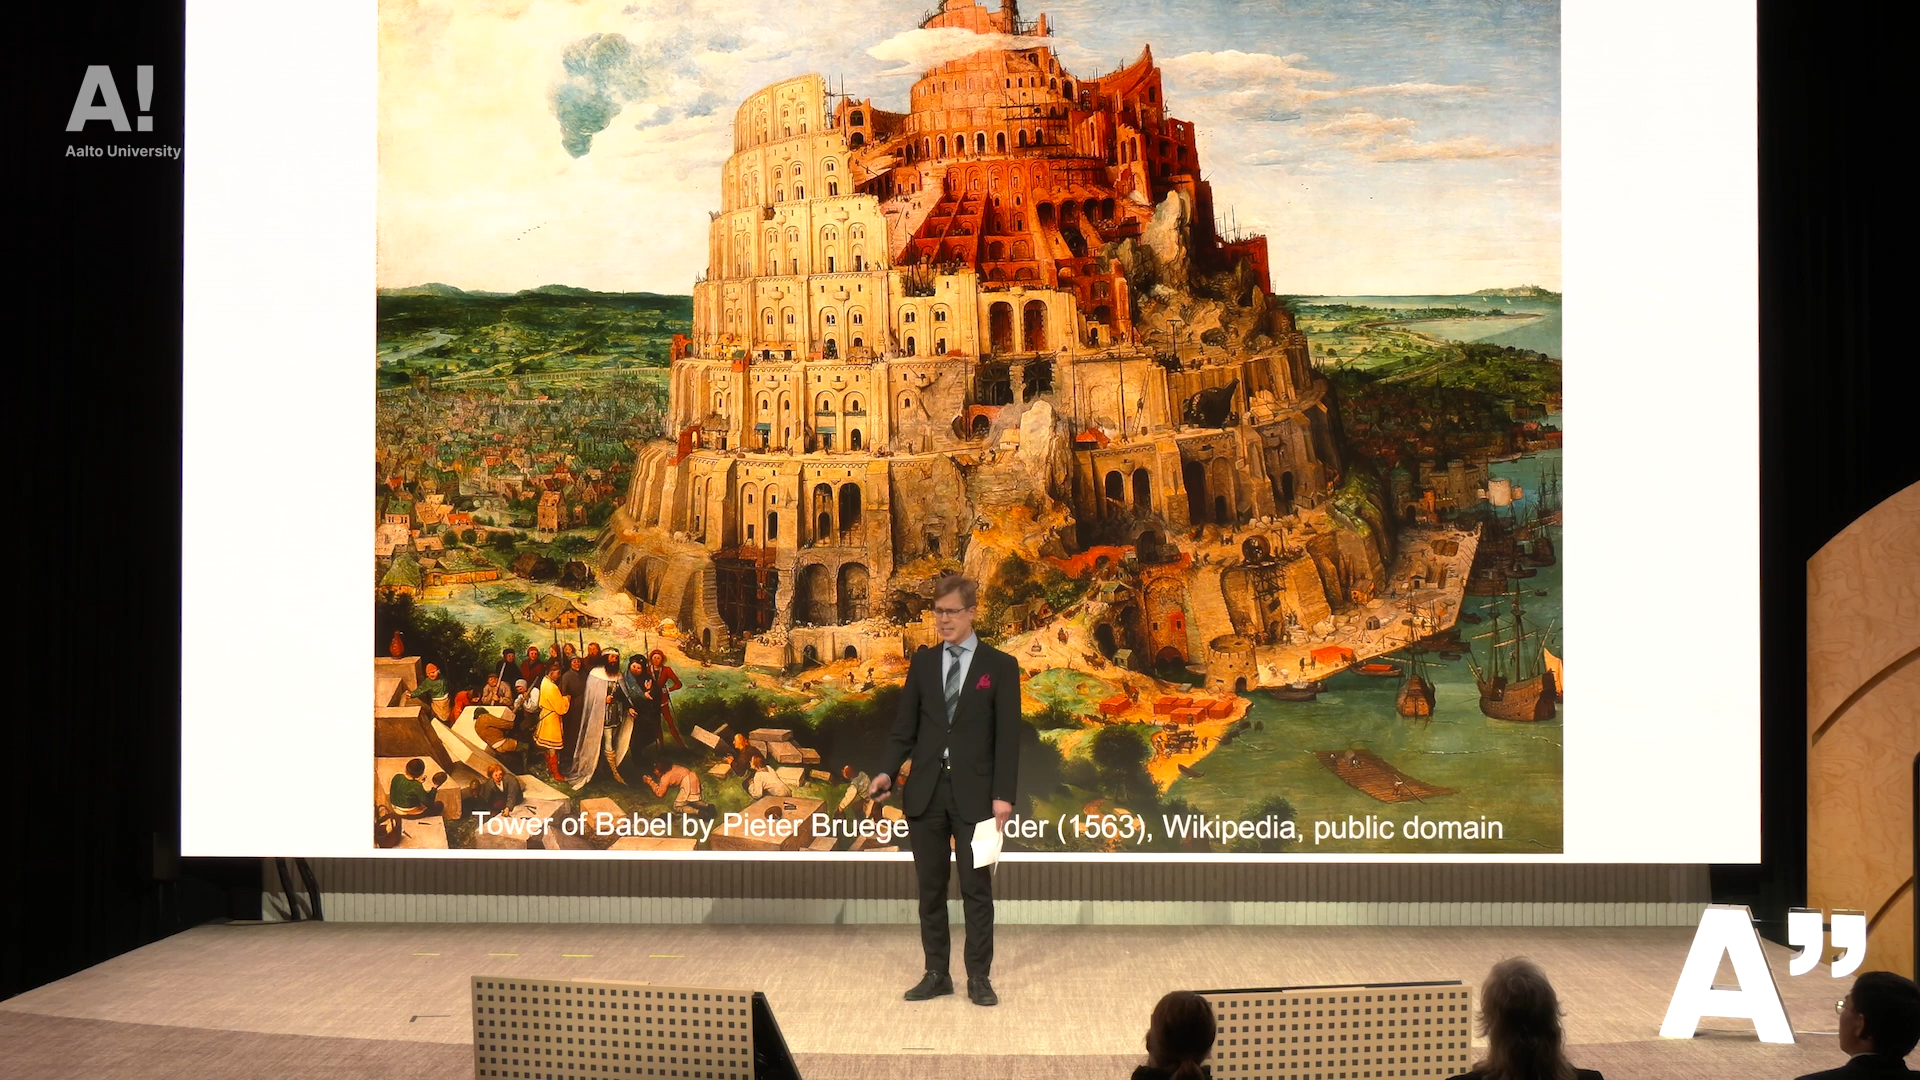 A!
Aalto University
Tower of Babel by Pieter Bruege der (1563), Wikipedia, public domain
A”